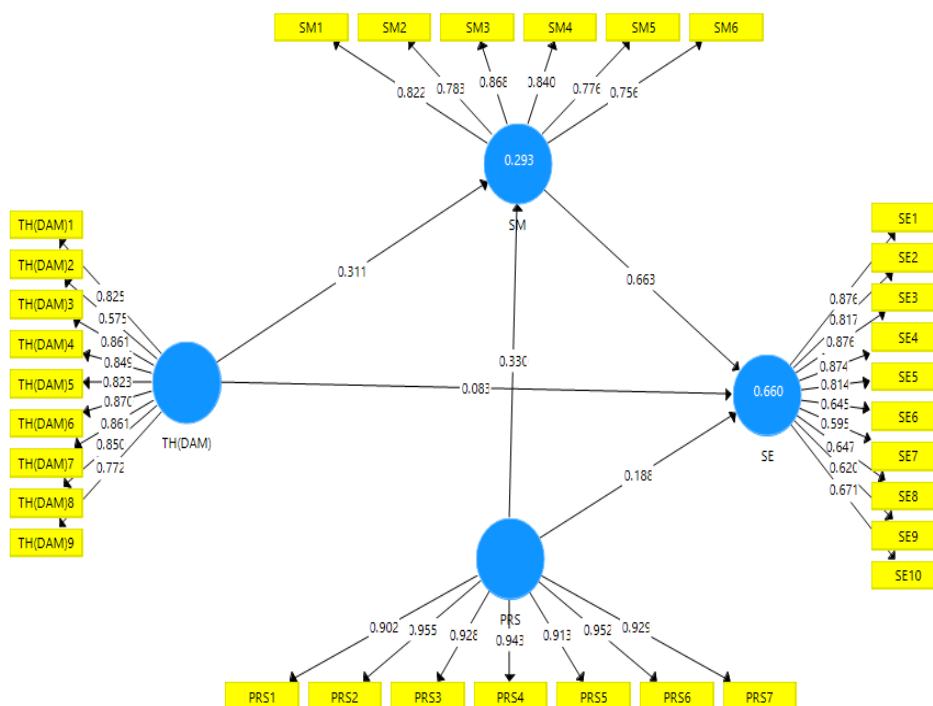 SM1 SM2 SM3 SM4 SM5 SM6
0.822 0.783 0.868 0.840 0.776 0.756
0.293
SM
TH(DAM)1
TH(DAM)2
TH(DAM)3
TH(DAM)4
TH(DAM)5
TH(DAM)6
TH(DAM)7
TH(DAM)8
TH(DAM)9
0.825
0.575
0.861
0.849
0.823
0.870
0.861
0.850
0.772
TH(DAM)
0.311
0.663
0.330
0.083
0.188
0.660
SE
0.876
0.817
0.876
0.874
0.814
0.645
0.595
0.647
0.620
0.671
SE1
SE2
SE3
SE4
SE5
SE6
SE7
SE8
SE9
SE10
PRS
0.902 0.955 0.928 0.943 0.913 0.952 0.929
PRS1 PRS2 PRS3 PRS4 PRS5 PRS6 PRS7